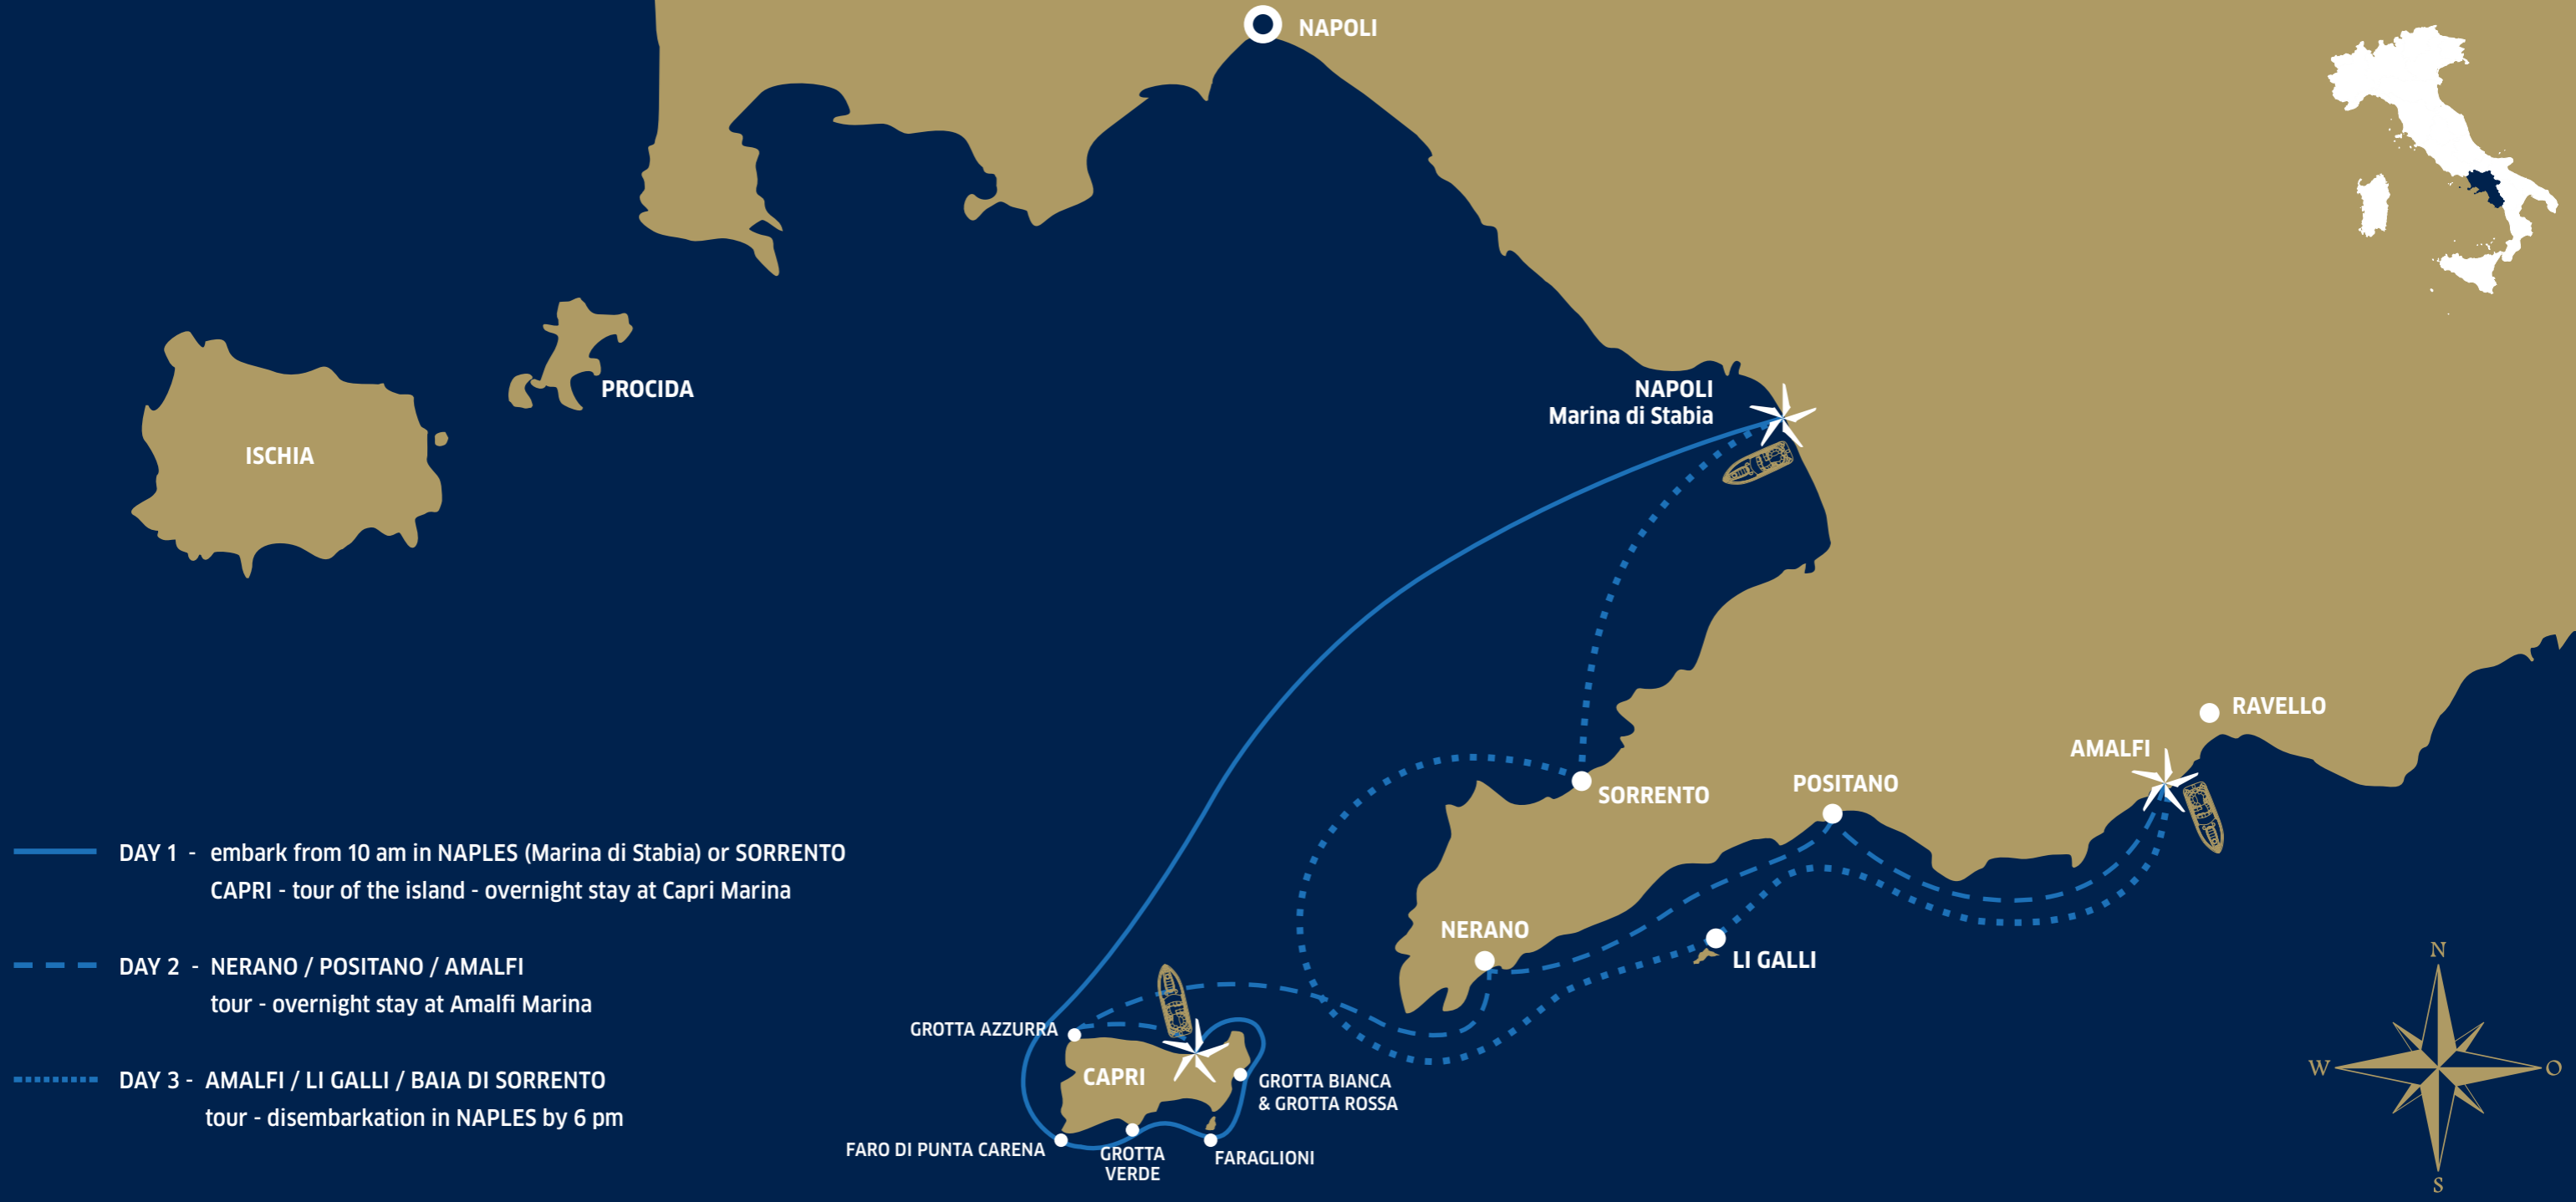 NAPOLI
PROCIDA
ISCHIA
NAPOLI
Marina di Stabia
RAVELLO
AMALFI
POSITANO
SORRENTO
NERANO
LI GALLI
GROTTA AZZURRA
CAPRI
GROTTA BIANCA
& GROTTA ROSSA
FARO DI PUNTA CARENA
GROTTA
VERDE
FARAGLIONI
DAY 1 - embark from 10 am in NAPLES (Marina di Stabia) or SORRENTO
CAPRI - tour of the island - overnight stay at Capri Marina
DAY 2 - NERANO / POSITANO / AMALFI
tour - overnight stay at Amalfi Marina
DAY 3 - AMALFI / LI GALLI / BAIA DI SORRENTO
tour - disembarkation in NAPLES by 6 pm
N
W
O
S